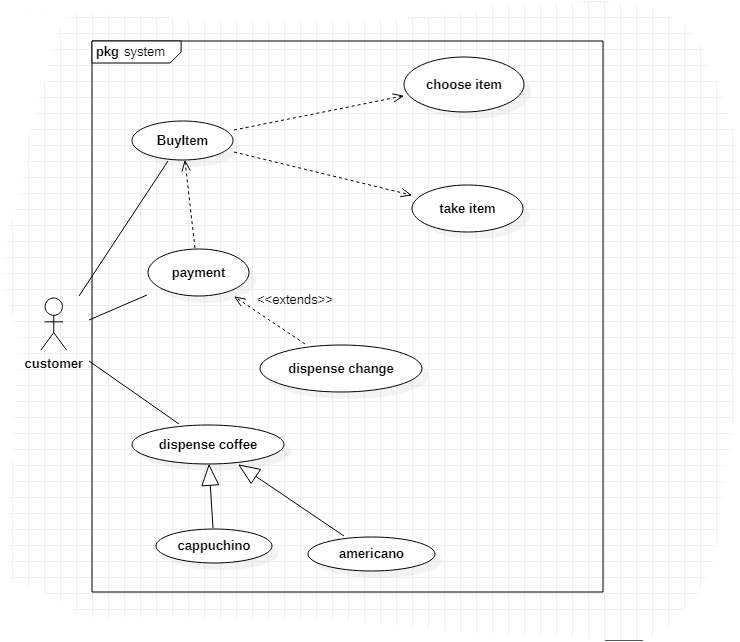 pkg system
choose item
BuyItem
take item
payment
<<extends>>
customer
dispense change
dispense coffee
cappuchino
americano